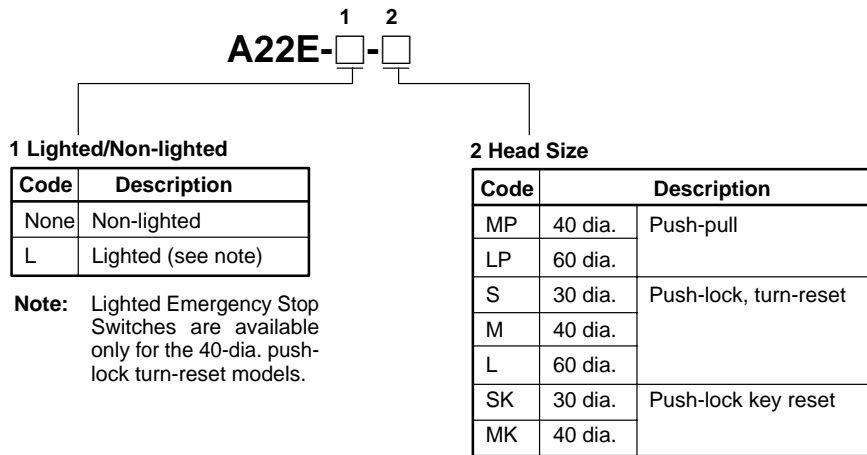 1 2
A22E-□-□
1 Lighted/Non-lighted
Code Description
None Non-lighted
L Lighted (see note)
Note: Lighted Emergency Stop
Switches are available
only for the 40-dia. push-
lock turn-reset models.
2 Head Size
Code Description
MP 40 dia. Push-pull
LP 60 dia.
S 30 dia. Push-lock, turn-reset
M 40 dia.
L 60 dia.
SK 30 dia. Push-lock key reset
MK 40 dia.